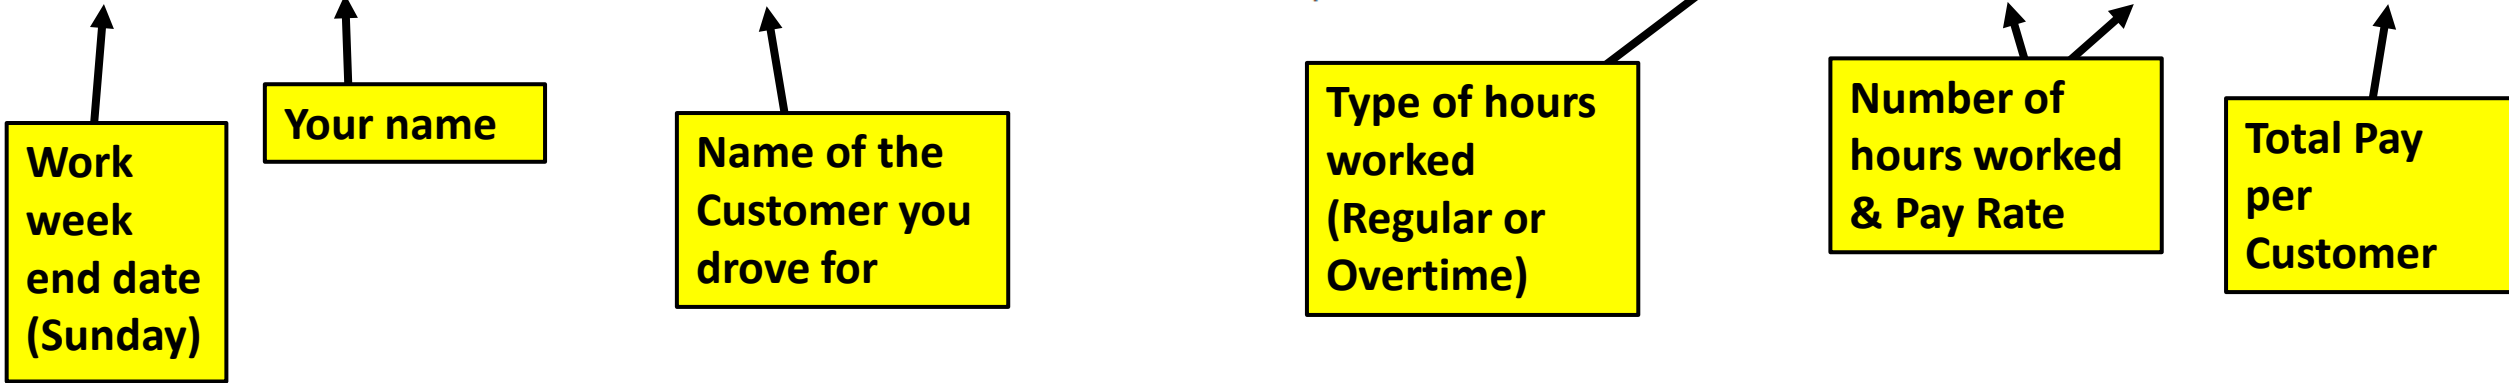 Work
week
end date
(Sunday)
Your name
Name of the
Customer you
drove for
Type of hours
worked
(Regular or
Overtime)
Number of
hours worked
& Pay Rate
Total Pay
per
Customer